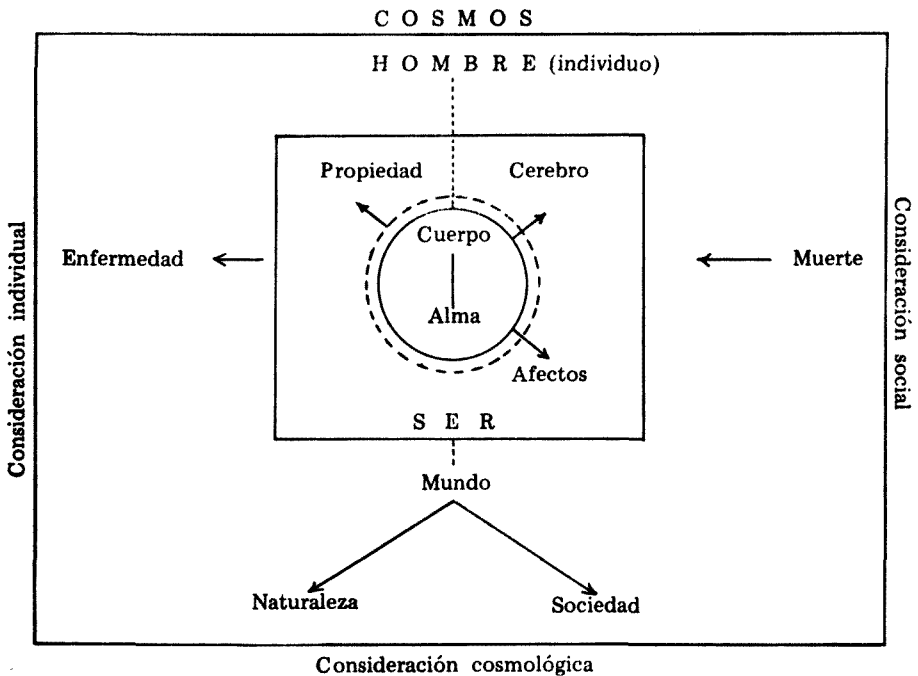 C O S M O S
H O M B R E (individuo)
Propiedad
Cerebro
Cuerpo
Enfermedad
Muerte
Alma
Afectos
S E R
Mundo
Naturaleza
Sociedad
Consideración individual
Consideración social
Consideración cosmológica